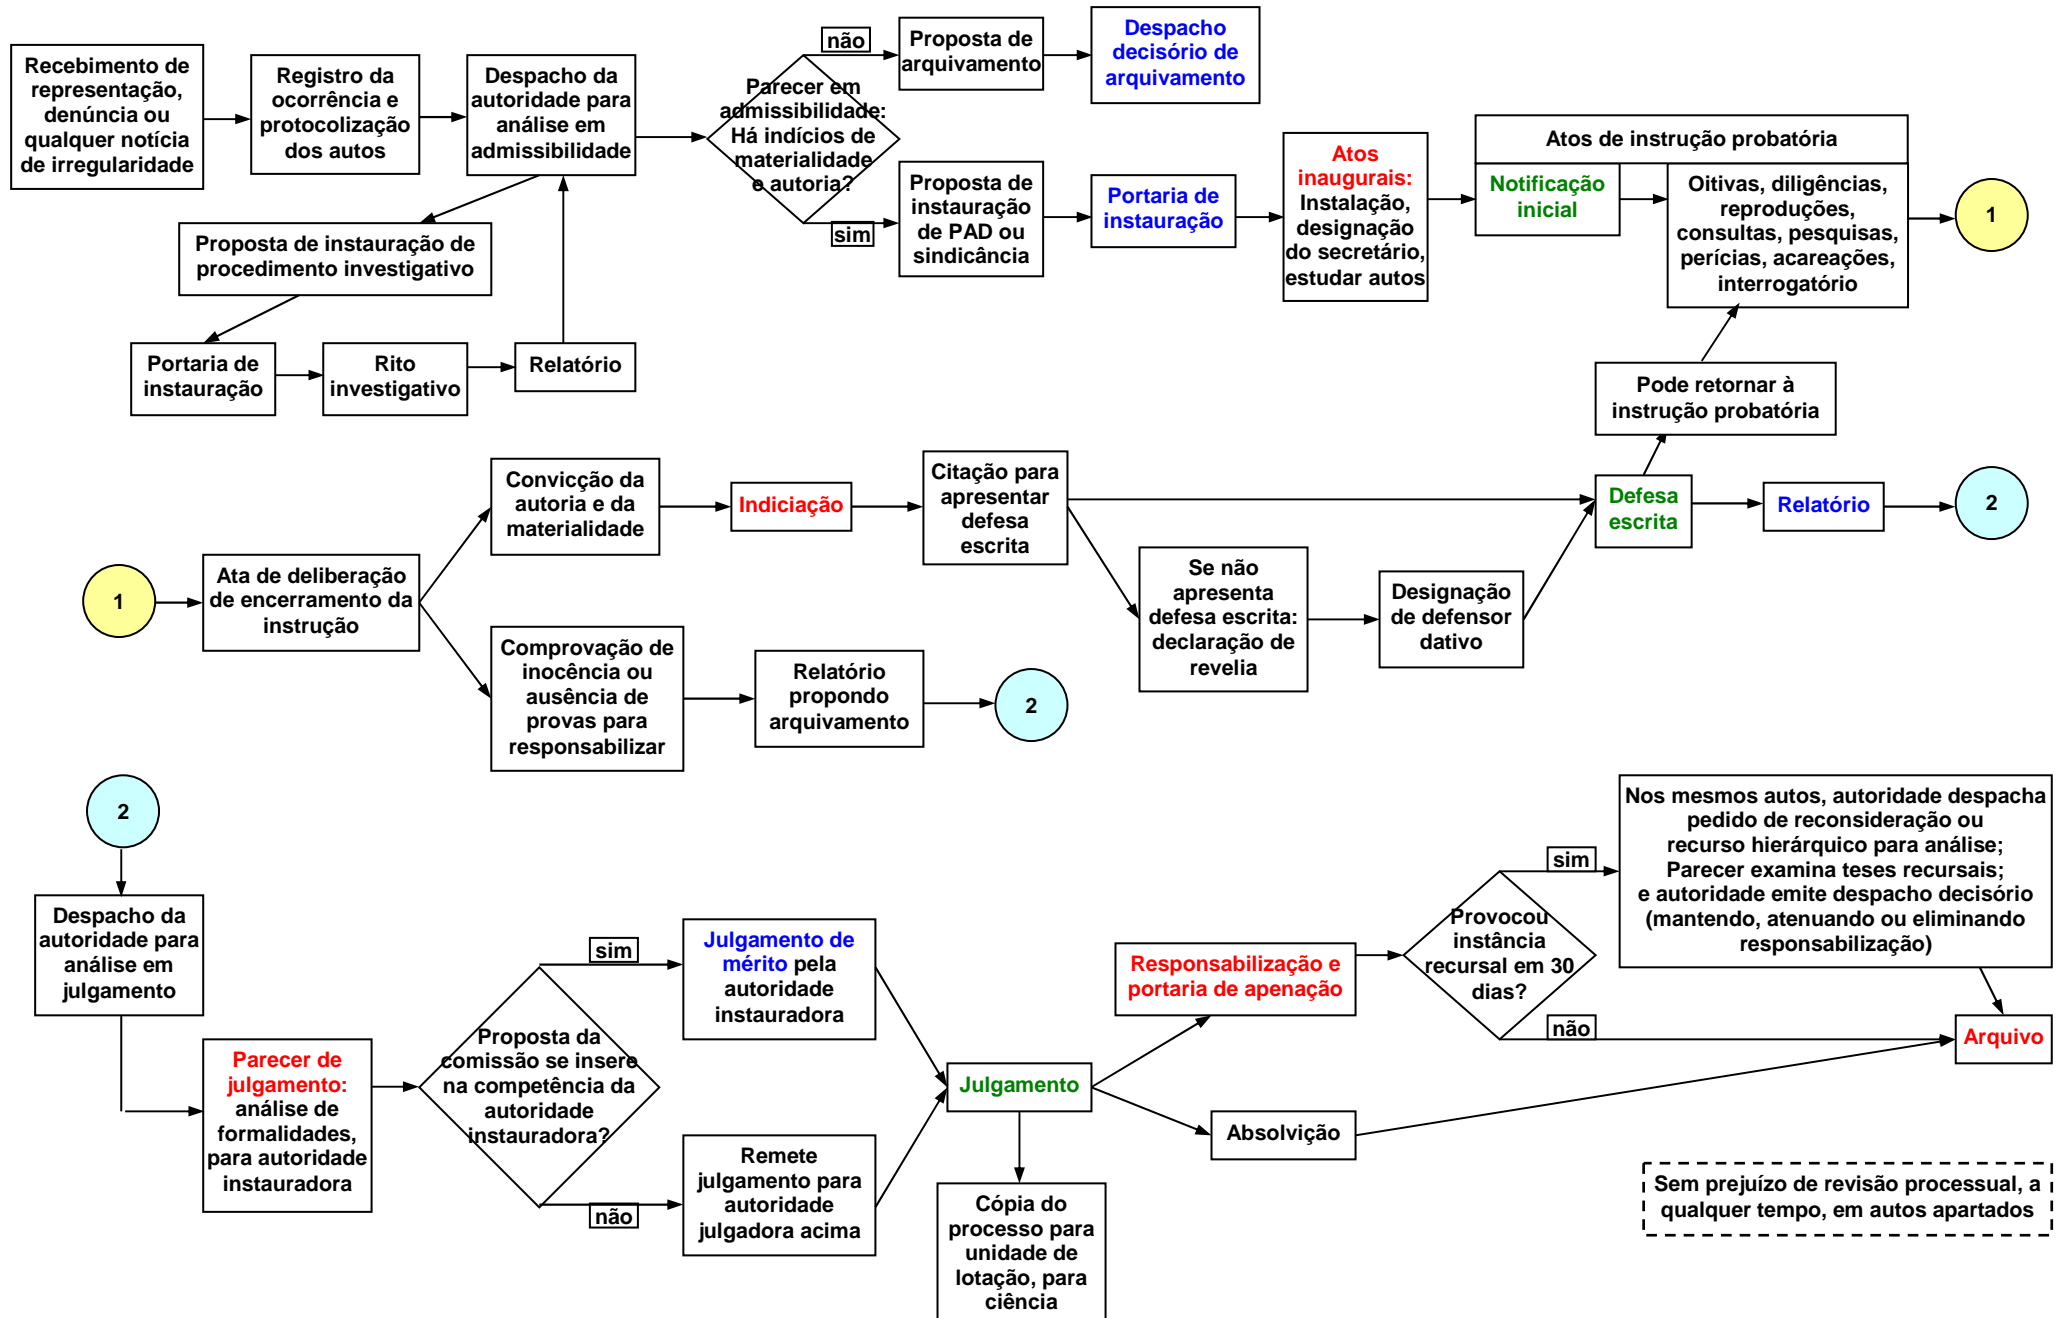 Recebimento de
representação,
denúncia ou
qualquer notícia
de irregularidade
Registro da
ocorrência e
protocolização
dos autos
Despacho da
autoridade para
análise em
admissibilidade
Parecer em
admissibilidade:
Há indícios de
materialidade
e autoria?
não
Proposta de
arquivamento
Despacho
decisório de
arquivamento
sim
Proposta de
instauração
de PAD ou
sindicância
Portaria de
instauração
Atos
inaugurais:
Instalação,
designação
do secretário,
estudar autos
Atos de instrução probatória
Notificação
inicial
Oitivas, diligências,
reproduções,
consultas, pesquisas,
perícias, acareações,
interrogatório
1
Proposta de instauração de
procedimento investigativo
Portaria de
instauração
Rito
investigativo
Relatório
Pode retornar à
instrução probatória
1
Ata de deliberação
de encerramento da
instrução
Convicção da
autoria e da
materialidade
Indiciação
Citação para
apresentar
defesa
escrita
Se não
apresenta
defesa escrita:
declaração de
revelia
Designação
de defensor
dativo
Defesa
escrita
Relatório
2
Comprovação de
inocência ou
ausência de
provas para
responsabilizar
Relatório
propondo
arquivamento
2
2
Despacho da
autoridade para
análise em
julgamento
Parecer de
julgamento:
análise de
formalidades,
para autoridade
instauradora
Proposta da
comissão se insere
na competência da
autoridade
instauradora?
sim
Julgamento de
mérito pela
autoridade
instauradora
não
Remete
julgamento para
autoridade
julgadora acima
Julgamento
Cópia do
processo para
unidade de
lotação, para
ciência
Responsabilização e
portaria de apenação
Absolvição
Provocou
instância
recursal em 30
dias?
sim
Nos mesmos autos, autoridade despacha
pedido de reconsideração ou
recurso hierárquico para análise;
Parecer examina teses recursais;
e autoridade emite despacho decisório
(mantendo, atenuando ou eliminando
responsabilização)
não
Arquivo
Sem prejuízo de revisão processual, a
qualquer tempo, em autos apartados